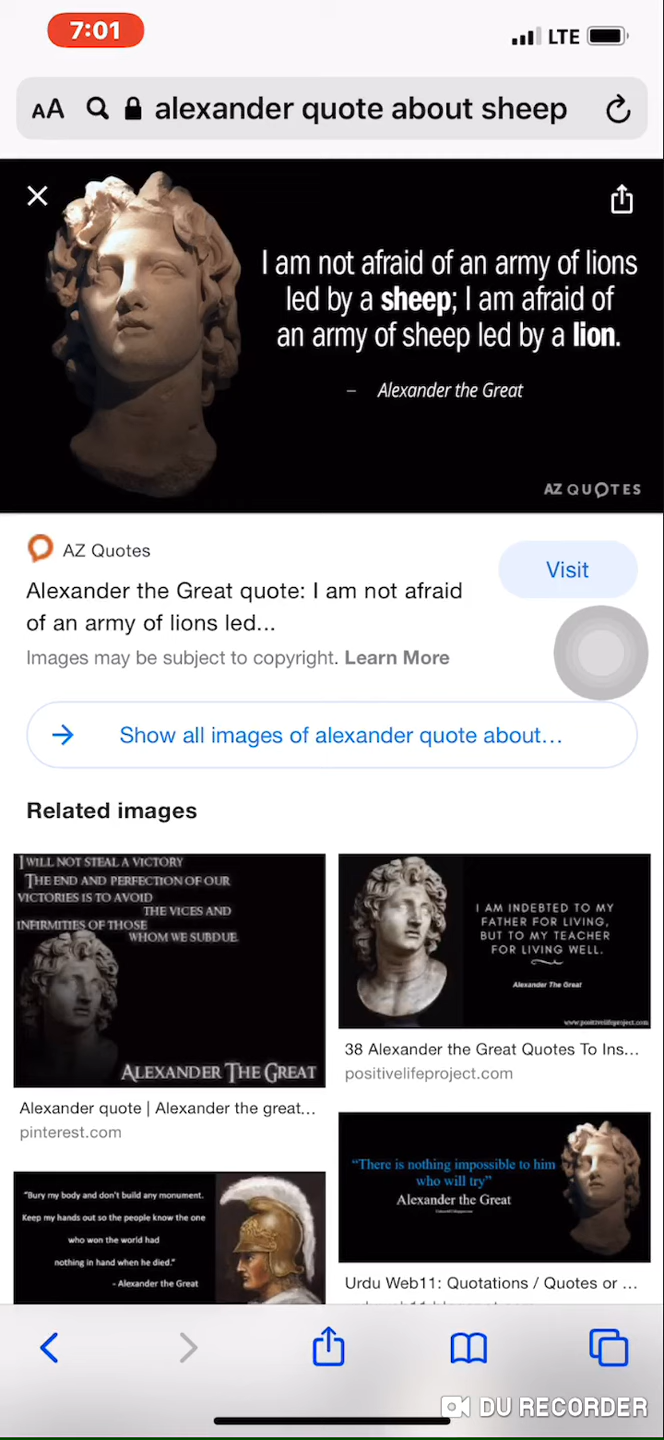 7:01
LTE
AA alexander quote about sheep
I am not afraid of an army of lions
led by a sheep; I am afraid of
an army of sheep led by a lion.
– Alexander the Great
AZ QUOTES
AZ Quotes
Visit
Alexander the Great quote: I am not afraid
of an army of lions led...
Images may be subject to copyright. Learn More
Show all images of alexander quote about...
Related images
I WILL NOT STEAL A VICTORY
THE END AND PERFECTION OF OUR
VICTORIES IS TO AVOID
THE VICES AND
INFIRMITIES OF THOSE
WHOM WE SUBDUE
ALEXANDER THE GREAT
Alexander quote | Alexander the great...
pinterest.com
I AM INDEBTED TO MY
FATHER FOR LIVING,
BUT TO MY TEACHER
FOR LIVING WELL.
Alexander The Great
www.positivelifeproject.com
38 Alexander the Great Quotes To Ins...
positivelifeproject.com
"Bury my body and don't build any monument.
Keep my hands out so the people know the one
who won the world had
nothing in hand when he died."
- Alexander the Great
“There is nothing impossible to him
who will try”
Alexander the Great
Urdu Web11: Quotations / Quotes or ...
DU RECORDER